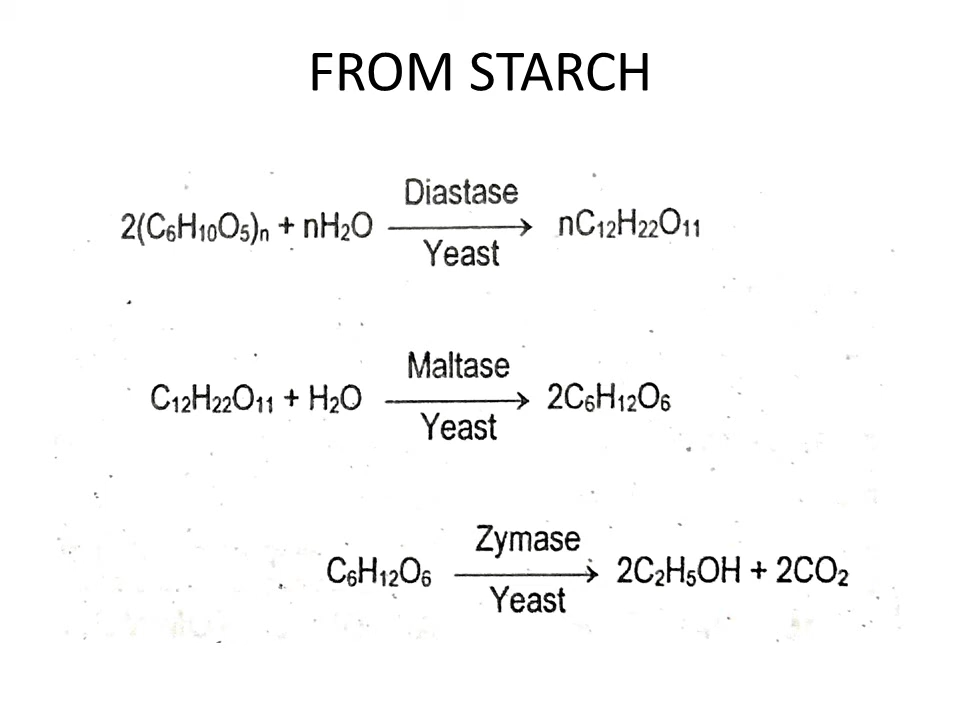 FROM STARCH
Diastase
2(C₆H₁₀O₅)ₙ + nH₂O ⟶ nC₁₂H₂₂O₁₁
Yeast
Maltase
C₁₂H₂₂O₁₁ + H₂O ⟶ 2C₆H₁₂O₆
Yeast
Zymase
C₆H₁₂O₆ ⟶ 2C₂H₅OH + 2CO₂
Yeast